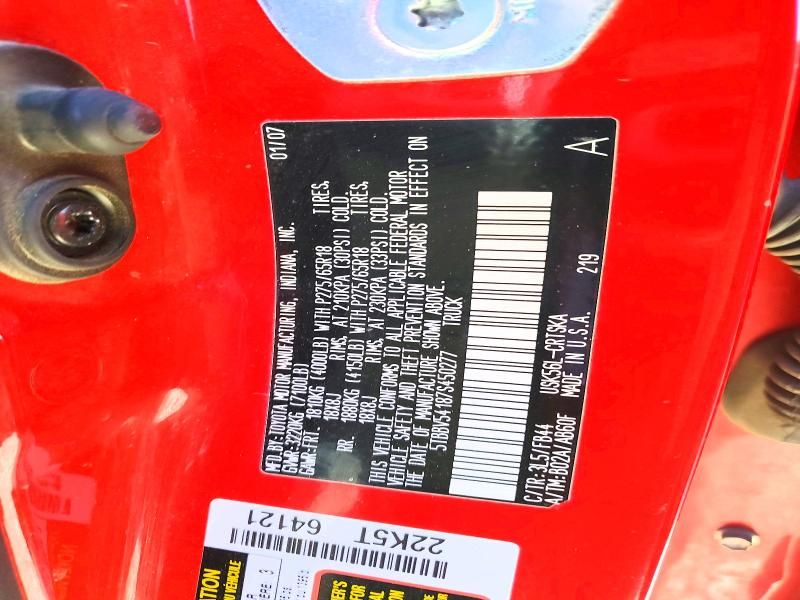 MFD.BY:TOYOTA MOTOR MANUFACTURING, INDIANA, INC. 01/07
GVWR:3220KG(7100LB)
GAWR:FRT. 1810KG (4000LB) WITH P275/65R18 TIRES,
18X8J RIMS, AT 210KPA (30PSI) COLD.
RR. 1880KG (4150LB) WITH P275/65R18 TIRES,
18X8J RIMS, AT 230KPA (33PSI) COLD.
THIS VEHICLE CONFORMS TO ALL APPLICABLE FEDERAL MOTOR
VEHICLE SAFETY AND THEFT PREVENTION STANDARDS IN EFFECT ON
THE DATE OF MANUFACTURE SHOWN ABOVE.
5TBBV54187S450277 TRUCK
C/TR:3L5/FB44 USK56L-CRTSKA
A/TM:B02A/AB60F MADE IN U.S.A. 219
A
22K5T
64121